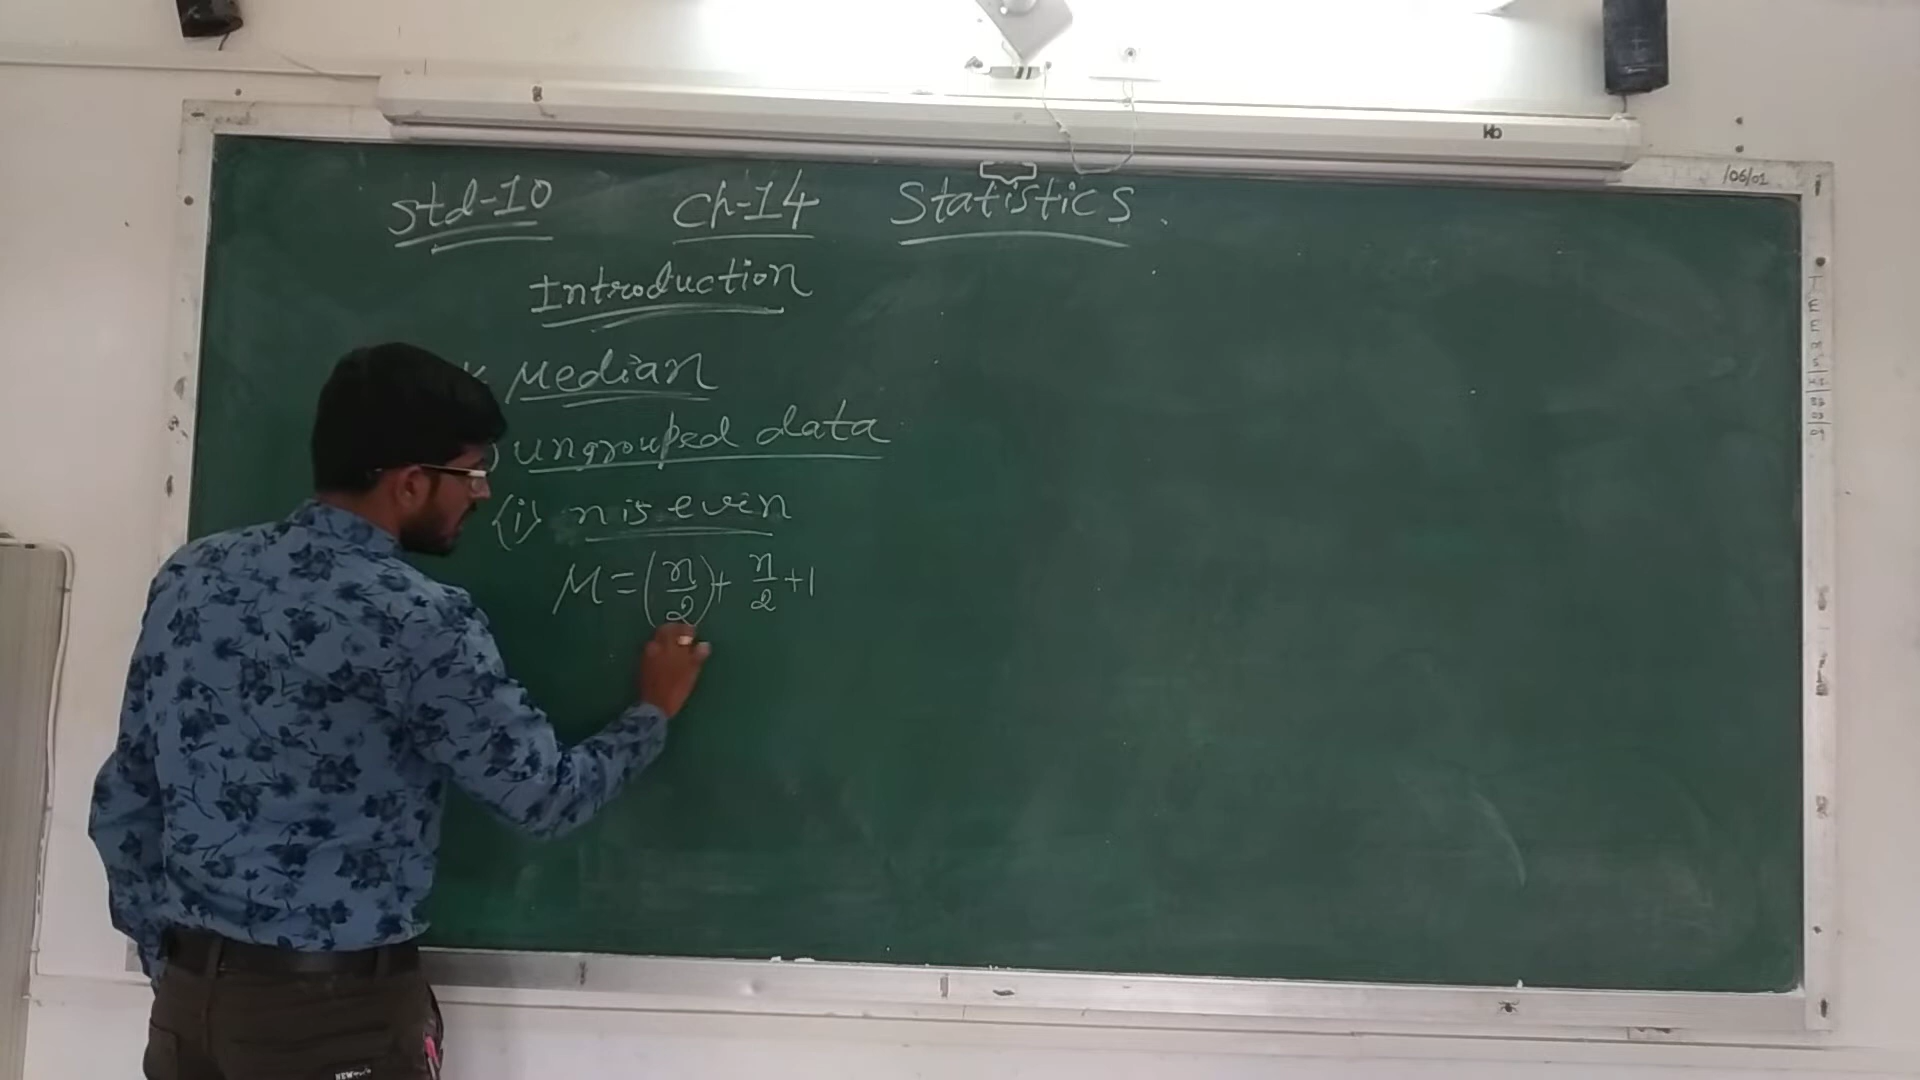 std-10 ch-14 Statistics
Introduction
Median
ungrouped data
(i) n is even
M = (n/2) + n/2 + 1